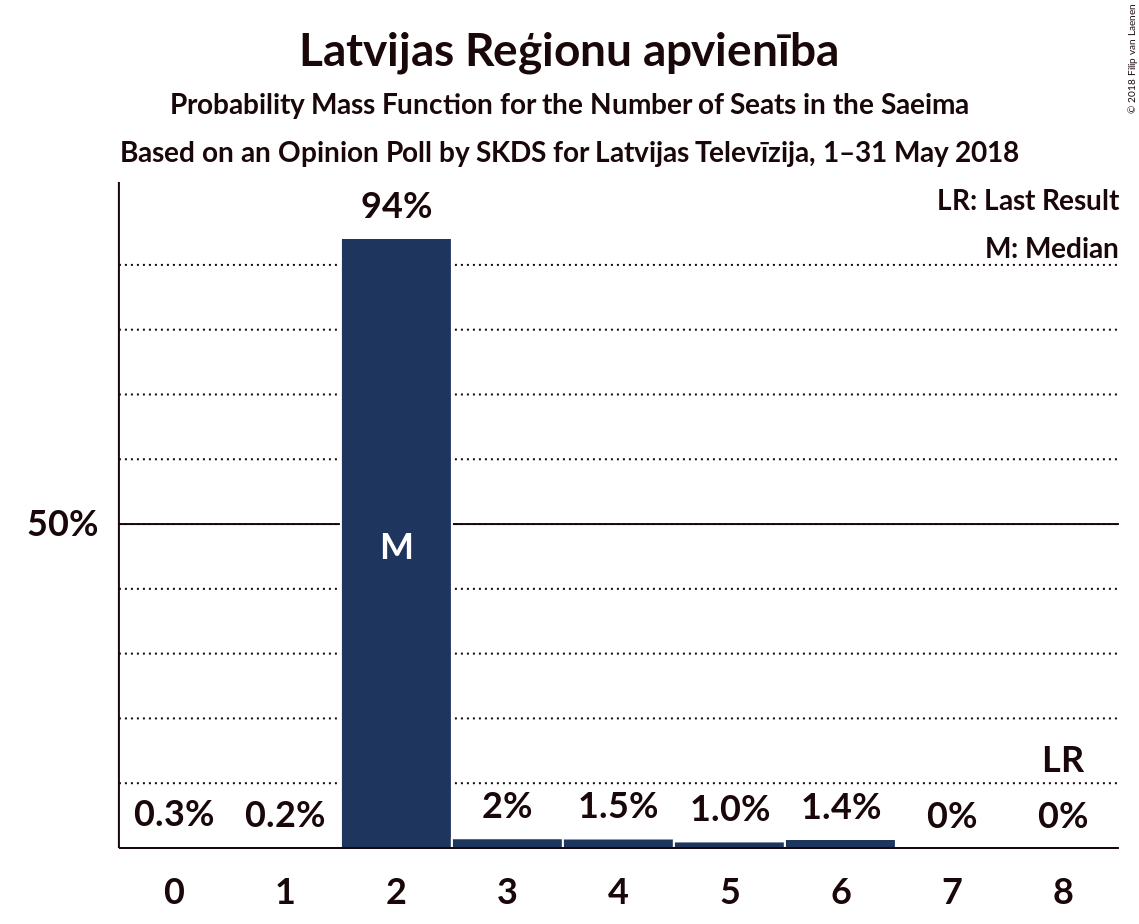 Latvijas Reģionu apvienība
Probability Mass Function for the Number of Seats in the Saeima
Based on an Opinion Poll by SKDS for Latvijas Televīzija, 1–31 May 2018
© 2018 Filip van Laenen
LR: Last Result
M: Median
94%
50%
M
LR
0.3% 0.2% 2% 1.5% 1.0% 1.4% 0% 0%
0 1 2 3 4 5 6 7 8